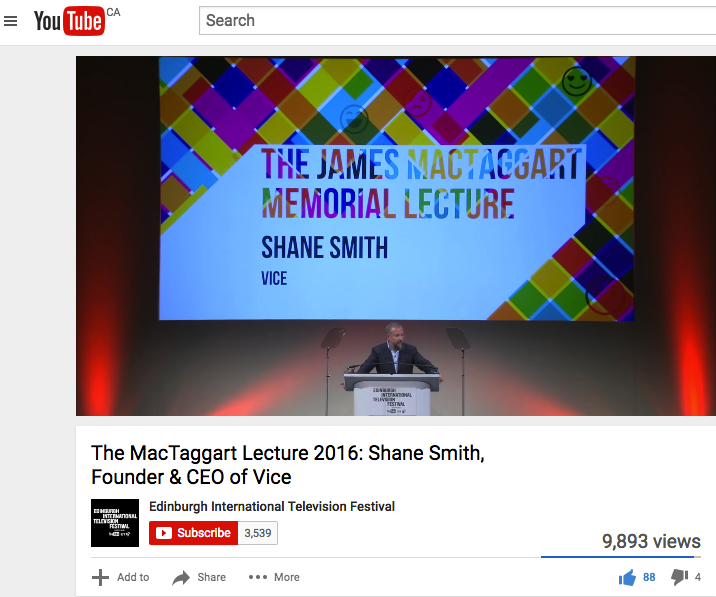 YouTube CA
Search
THE JAMES MACTAGGART
MEMORIAL LECTURE
SHANE SMITH
VICE
EDINBURGH
INTERNATIONAL
TELEVISION
FESTIVAL
The MacTaggart Lecture 2016: Shane Smith,
Founder & CEO of Vice
EDINBURGH
INTERNATIONAL
TELEVISION
FESTIVAL
Edinburgh International Television Festival
Subscribe 3,539
9,893 views
Add to Share More 88 4